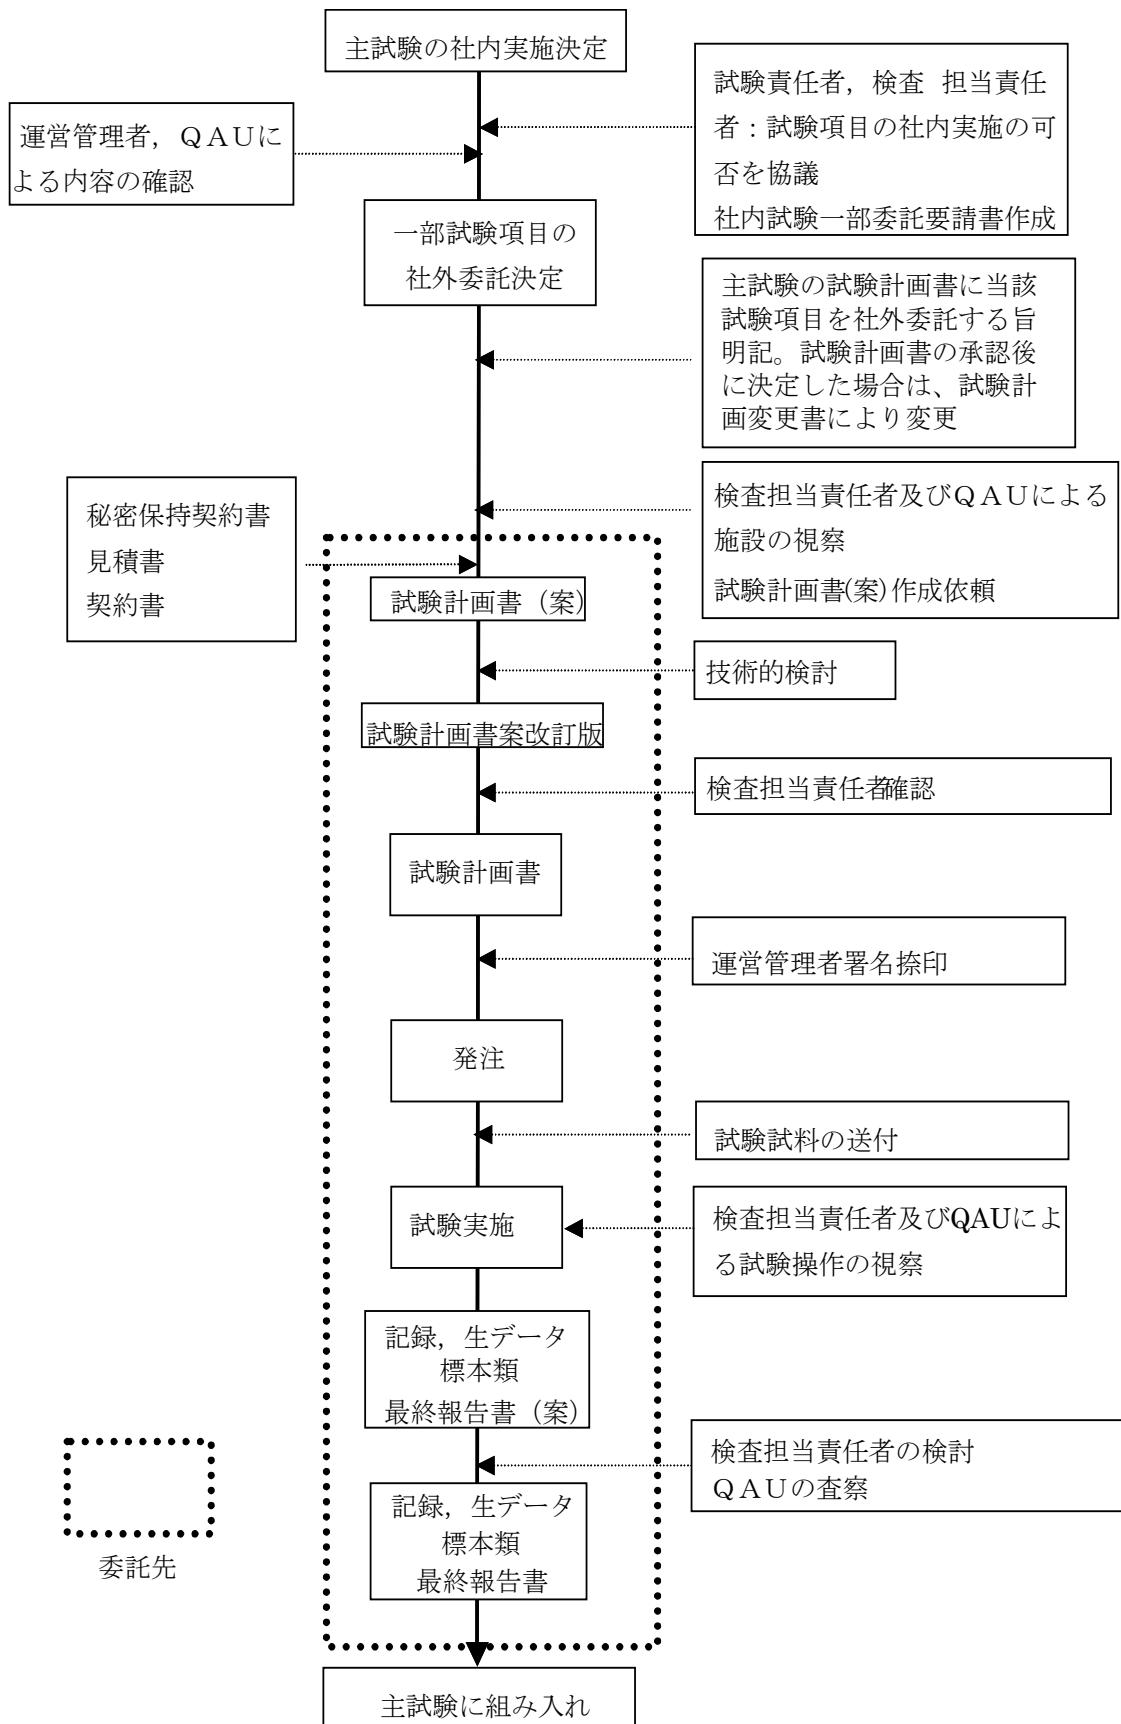 主試験の社内実施決定
試験責任者，検査 担当責任
者：試験項目の社内実施の可
否を協議
社内試験一部委託要請書作成
運営管理者，ＱＡＵに
よる内容の確認
一部試験項目の
社外委託決定
主試験の試験計画書に当該
試験項目を社外委託する旨
明記。試験計画書の承認後
に決定した場合は、試験計
画変更書により変更
検査担当責任者及びＱＡＵによる
施設の視察
試験計画書(案)作成依頼
秘密保持契約書
見積書
契約書
試験計画書（案）
技術的検討
試験計画書案改訂版
検査担当責任者確認
試験計画書
運営管理者署名捺印
発注
試験試料の送付
試験実施
検査担当責任者及びQAUによ
る試験操作の視察
記録，生データ
標本類
最終報告書（案）
検査担当責任者の検討
ＱＡＵの査察
記録，生データ
標本類
最終報告書
委託先
主試験に組み入れ